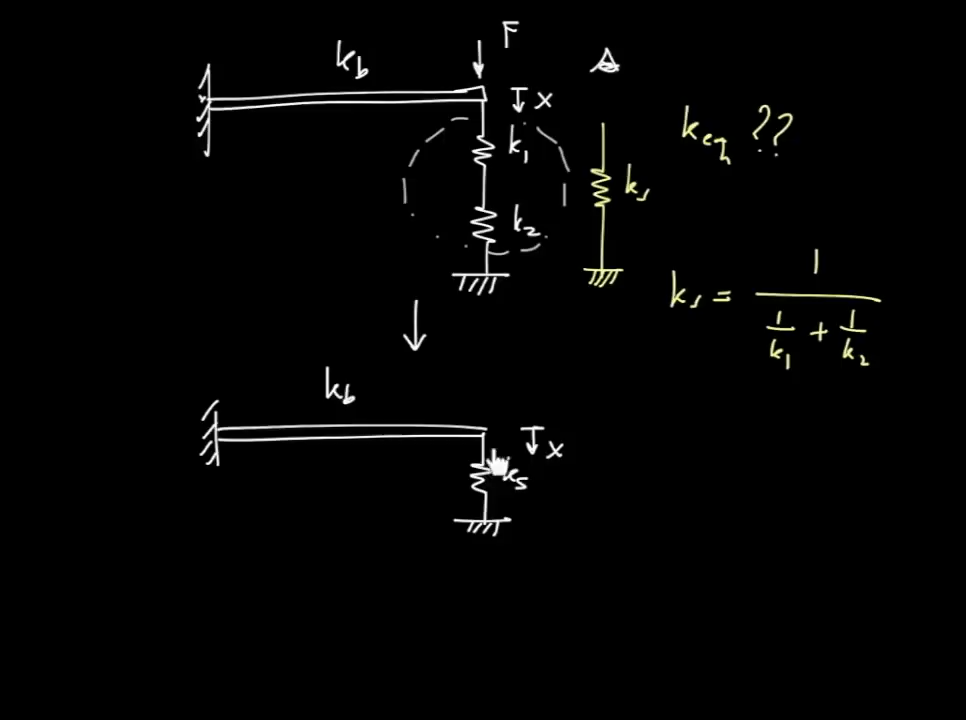 F
k_b
x
k_eq ??
k_1
k_s
k_2
k_s = 1 / (1/k_1 + 1/k_2)
k_b
x
k_s